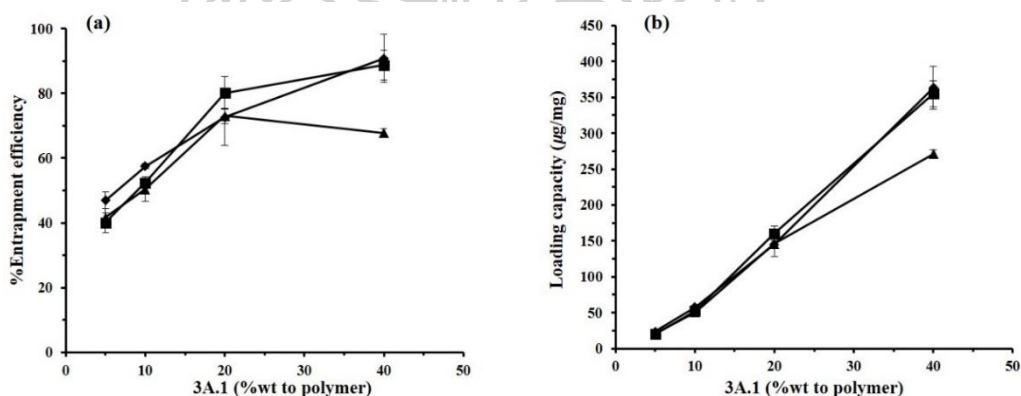 (a)
100
80
60
40
20
0
%Entrapment efficiency
0 10 20 30 40 50
3A.1 (%wt to polymer)
(b)
450
400
350
300
250
200
150
100
50
0
Loading capacity (µg/mg)
0 10 20 30 40 50
3A.1 (%wt to polymer)